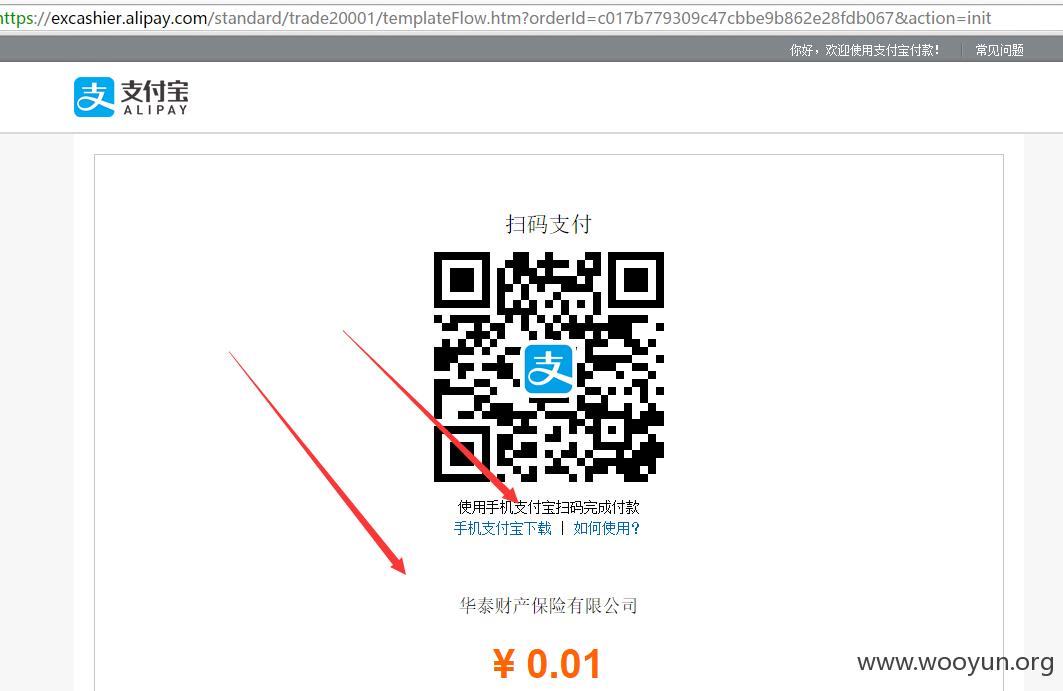 https://excashier.alipay.com/standard/trade20001/templateFlow.htm?orderId=c017b779309c47cbbe9b862e28fdb067&action=init
你好，欢迎使用支付宝付款！ 常见问题
支 支付宝
ALIPAY
扫码支付
支
使用手机支付宝扫码完成付款
手机支付宝下载 | 如何使用？
华泰财产保险有限公司
¥ 0.01
www.wooyun.org